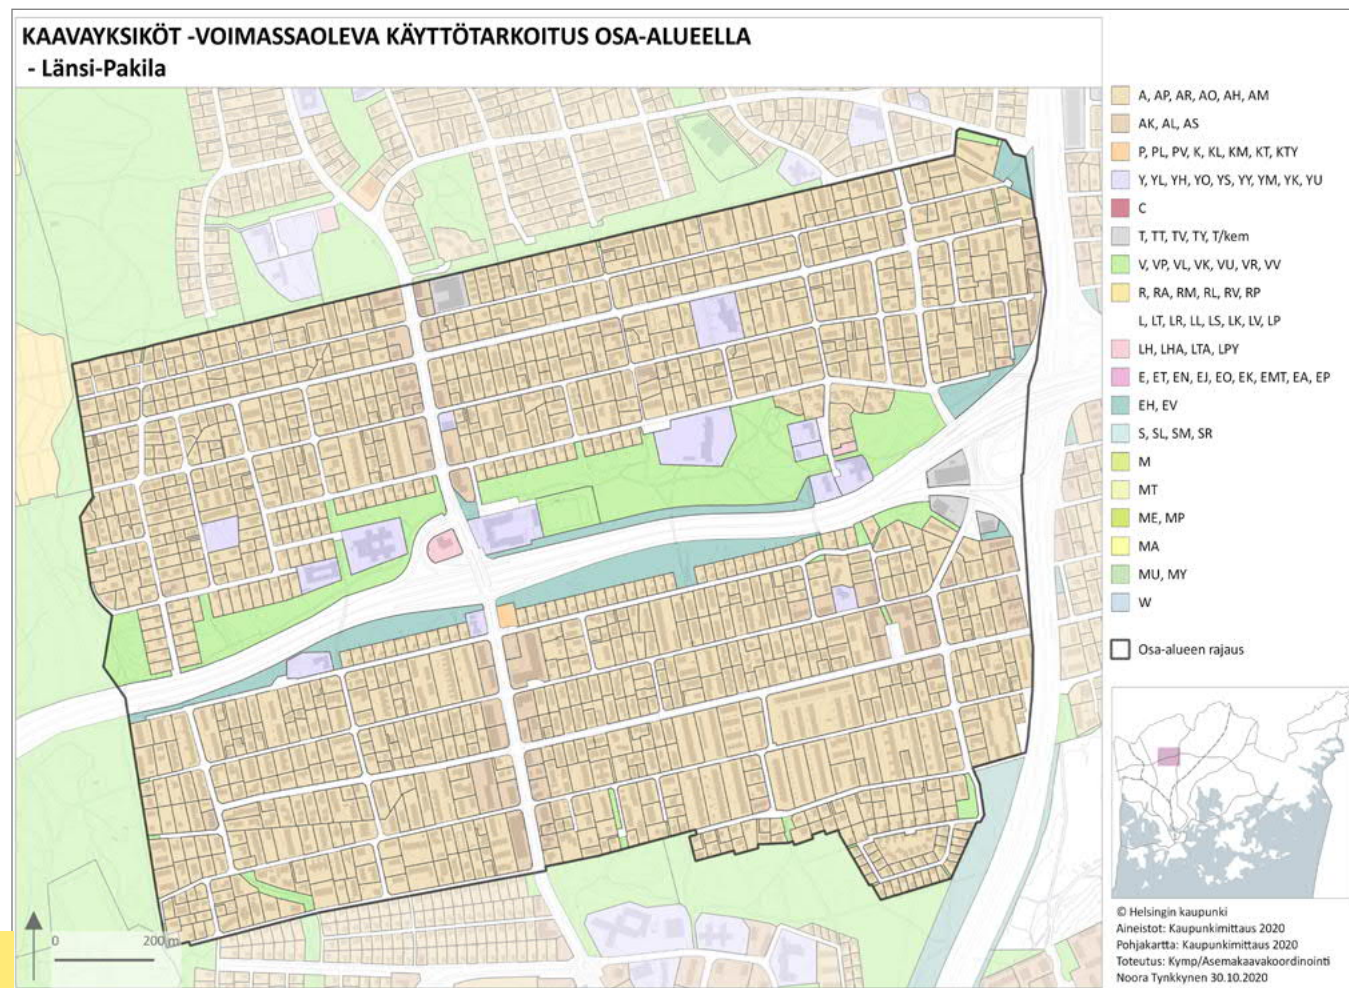 KAAVAYKSIKÖT -VOIMASSAOLEVA KÄYTTÖTARKOITUS OSA-ALUEELLA
- Länsi-Pakila
A, AP, AR, AO, AH, AM
AK, AL, AS
P, PL, PV, K, KL, KM, KT, KTY
Y, YL, YH, YO, YS, YY, YM, YK, YU
C
T, TT, TV, TY, T/kem
V, VP, VL, VK, VU, VR, VV
R, RA, RM, RL, RV, RP
L, LT, LR, LL, LS, LK, LV, LP
LH, LHA, LTA, LPY
E, ET, EN, EJ, EO, EK, EMT, EA, EP
EH, EV
S, SL, SM, SR
M
MT
ME, MP
MA
MU, MY
W
Osa-alueen rajaus
0 200 m
© Helsingin kaupunki
Aineistot: Kaupunkimittaus 2020
Pohjakartta: Kaupunkimittaus 2020
Toteutus: Kymp/Asemakaavakoordinointi
Noora Tynkkynen 30.10.2020